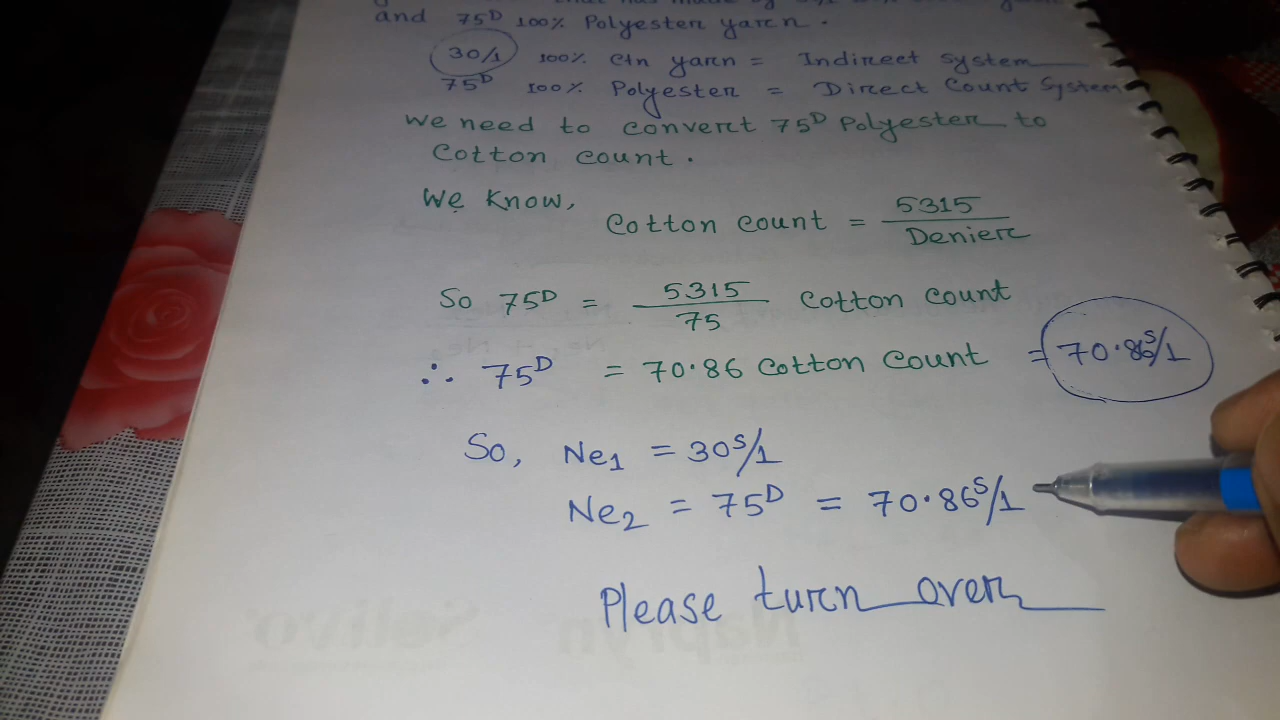 and 75D 100% Polyester yarn.
30/1 100% Ctn yarn = Indirect system
75D 100% Polyester = Direct Count System
We need to convert 75D Polyester to
Cotton count.
We know,
Cotton count = 5315 / Denier
So 75D = 5315 / 75 Cotton count
∴ 75D = 70.86 Cotton Count = 70.86S/1
So, Ne1 = 30S/1
Ne2 = 75D = 70.86S/1
Please turn over